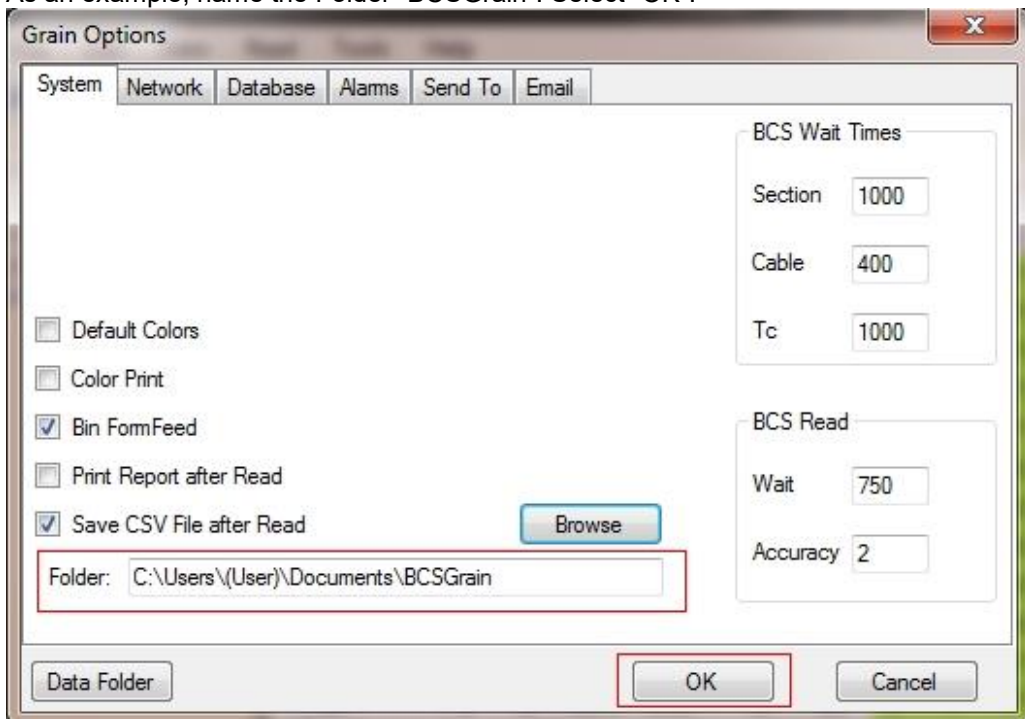 As an example, name the Folder "BCSGrain". Select "OK".
Grain Options
System Network Database Alarms Send To Email
BCS Wait Times
Section 1000
Cable 400
Tc 1000
Default Colors
Color Print
Bin FormFeed
Print Report after Read
Save CSV File after Read
Browse
Folder: C:\Users\(User)\Documents\BCSGrain
BCS Read
Wait 750
Accuracy 2
Data Folder
OK
Cancel